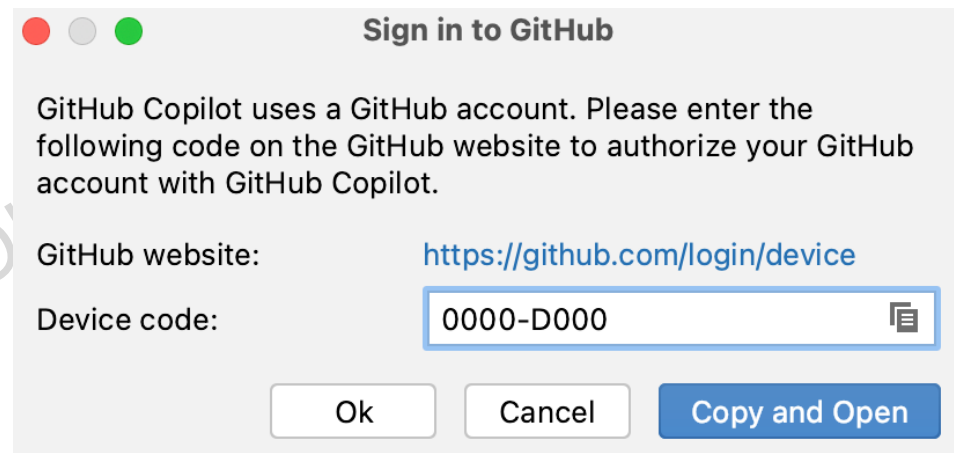 Sign in to GitHub
GitHub Copilot uses a GitHub account. Please enter the
following code on the GitHub website to authorize your GitHub
account with GitHub Copilot.
GitHub website: https://github.com/login/device
Device code: 0000-D000
Ok Cancel Copy and Open